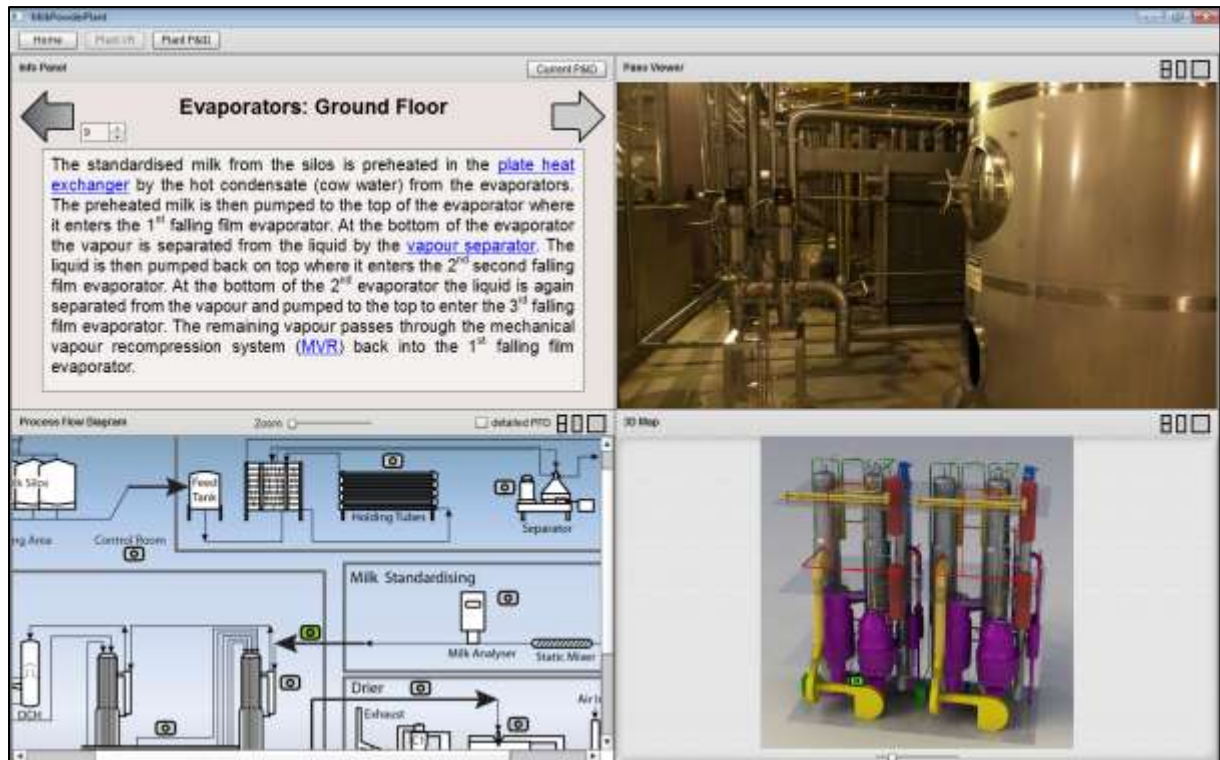 MilkPowderPlant
Home Plant VR Plant P&ID
Info Panel Current P&ID
Evaporators: Ground Floor
9
The standardised milk from the silos is preheated in the plate heat
exchanger by the hot condensate (cow water) from the evaporators.
The preheated milk is then pumped to the top of the evaporator where
it enters the 1st falling film evaporator. At the bottom of the evaporator
the vapour is separated from the liquid by the vapour separator. The
liquid is then pumped back on top where it enters the 2nd second falling
film evaporator. At the bottom of the 2nd evaporator the liquid is again
separated from the vapour and pumped to the top to enter the 3rd falling
film evaporator. The remaining vapour passes through the mechanical
vapour recompression system (MVR) back into the 1st falling film
evaporator.
Pano Viewer
Process Flow Diagram Zoom detailed PFD
Silos
Feed
Tank
Holding Tubes
Separator
Area Control Room
Milk Standardising
Milk Analyser Static Mixer
DCH
Drier
Exhaust
Air
3D Map